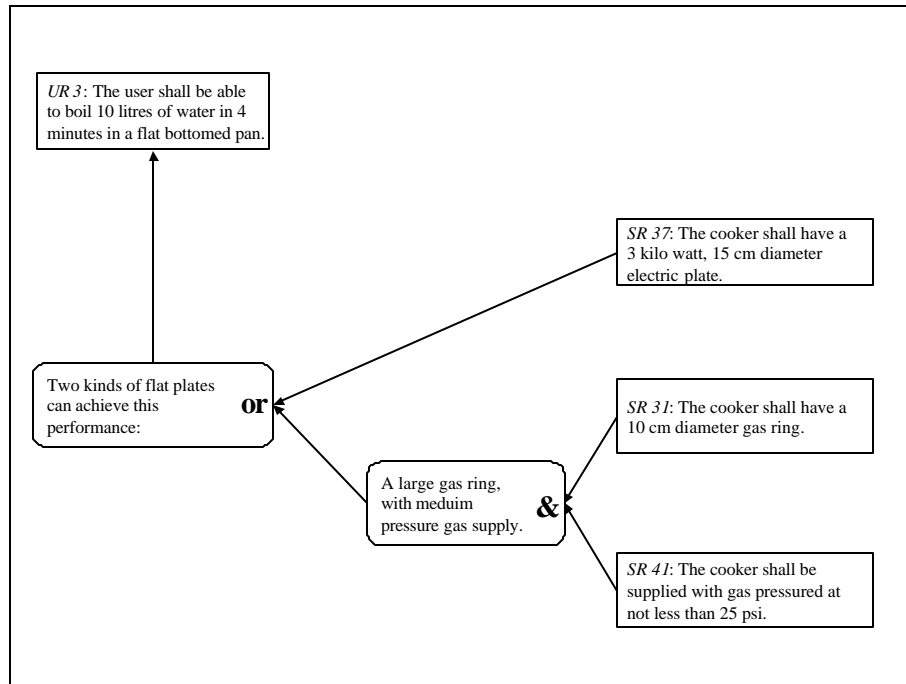 UR 3: The user shall be able
to boil 10 litres of water in 4
minutes in a flat bottomed pan.
SR 37: The cooker shall have a
3 kilo watt, 15 cm diameter
electric plate.
Two kinds of flat plates
can achieve this
performance:
or
SR 31: The cooker shall have a
10 cm diameter gas ring.
A large gas ring,
with meduim
pressure gas supply.
&
SR 41: The cooker shall be
supplied with gas pressured at
not less than 25 psi.